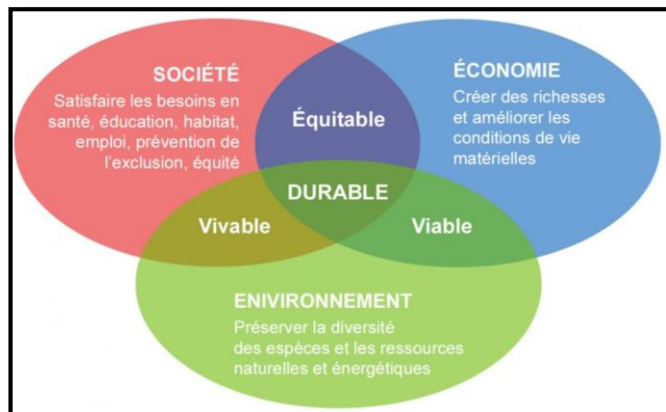 SOCIÉTÉ
Satisfaire les besoins en
santé, éducation, habitat,
emploi, prévention de
l'exclusion, équité
Équitable
ÉCONOMIE
Créer des richesses
et améliorer les
conditions de vie
matérielles
DURABLE
Vivable
Viable
ENIVIRONNEMENT
Préserver la diversité
des espèces et les ressources
naturelles et énergétiques